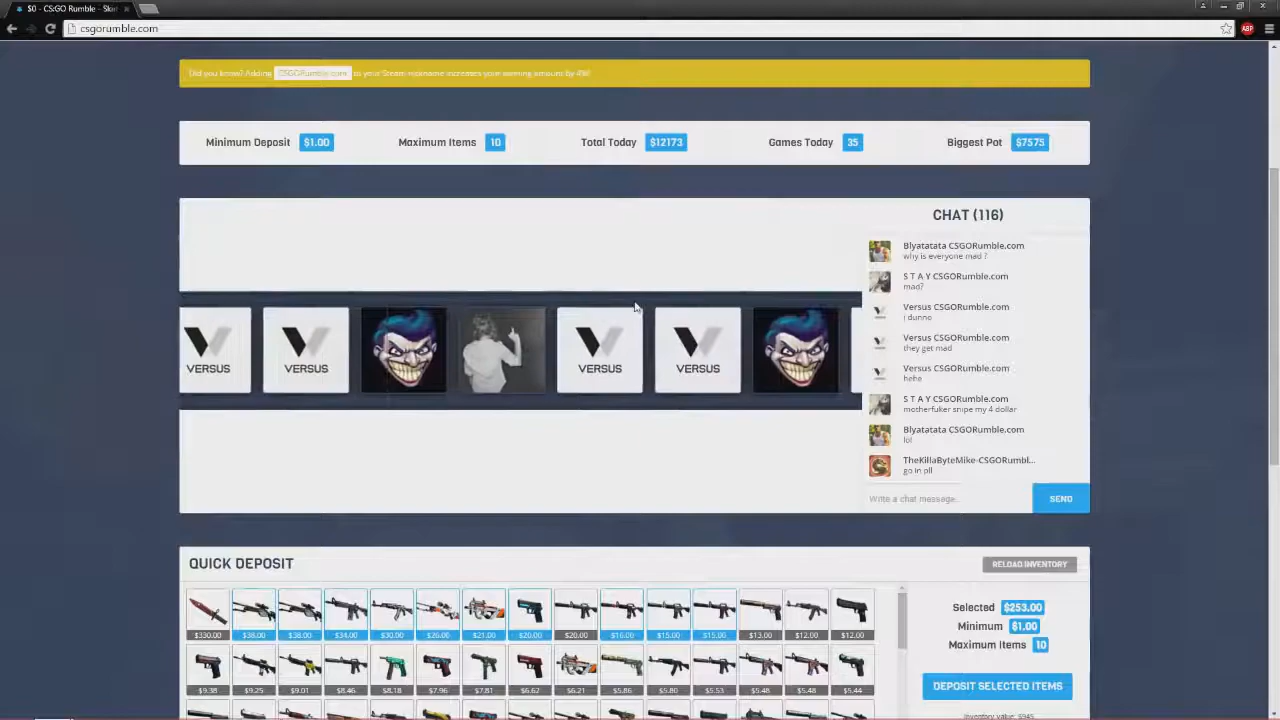 $0 - CS:GO Rumble - Skin
csgorumble.com
ABP
Did you know? Adding CSGORumble.com to your Steam nickname increases your winning amount by 4%!
Minimum Deposit $1.00 Maximum Items 10 Total Today $12173 Games Today 35 Biggest Pot $7575
CHAT (116)
Blyatatata CSGORumble.com
why is everyone mad ?
S T A Y CSGORumble.com
mad?
Versus CSGORumble.com
i dunno
Versus CSGORumble.com
they get mad
Versus CSGORumble.com
hehe
S T A Y CSGORumble.com
motherfuker snipe my 4 dollar
Blyatatata CSGORumble.com
lol
TheKillaByteMike-CSGORumbl...
go in pll
Write a chat message..
SEND
VERSUS VERSUS VERSUS VERSUS
QUICK DEPOSIT
RELOAD INVENTORY
$330.00 $38.00 $38.00 $34.00 $30.00 $26.00 $21.00 $20.00 $20.00 $16.00 $15.00 $15.00 $13.00 $12.00 $12.00
$9.38 $9.25 $9.01 $8.46 $8.18 $7.96 $7.81 $6.62 $6.21 $5.86 $5.80 $5.53 $5.48 $5.48 $5.44
Selected $253.00
Minimum $1.00
Maximum Items 10
DEPOSIT SELECTED ITEMS
Inventory value: $945